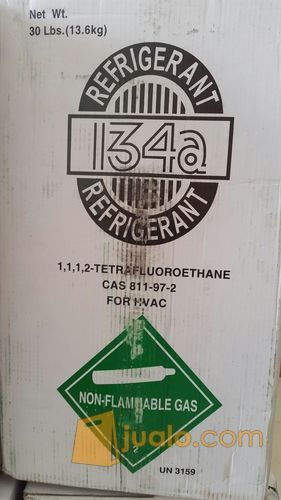 Net Wt.
30 Lbs.(13.6kg)
REFRIGERANT
134a
REFRIGERANT
1,1,1,2-TETRAFLUOROETHANE
CAS 811-97-2
FOR HVAC
NON-FLAMMABLE GAS
2
jualo.com
UN 3159